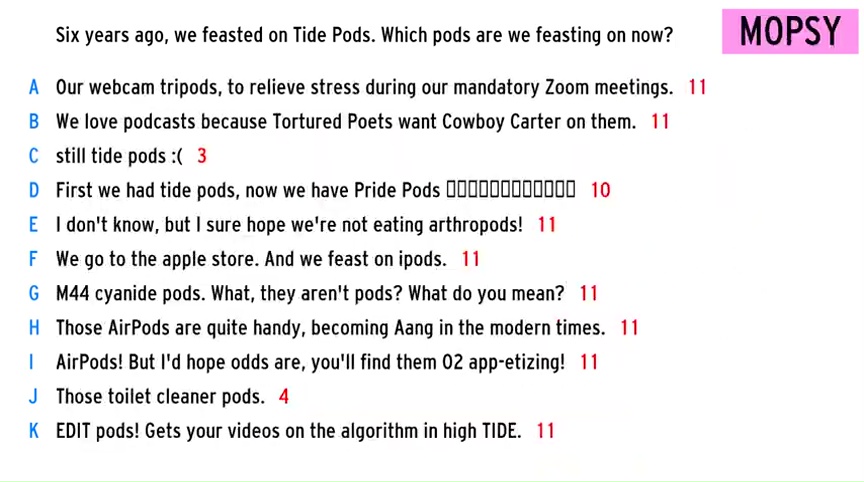 Six years ago, we feasted on Tide Pods. Which pods are we feasting on now?
MOPSY
A Our webcam tripods, to relieve stress during our mandatory Zoom meetings. 11
B We love podcasts because Tortured Poets want Cowboy Carter on them. 11
C still tide pods :( 3
D First we had tide pods, now we have Pride Pods ▯▯▯▯▯▯▯▯▯▯▯▯ 10
E I don't know, but I sure hope we're not eating arthropods! 11
F We go to the apple store. And we feast on ipods. 11
G M44 cyanide pods. What, they aren't pods? What do you mean? 11
H Those AirPods are quite handy, becoming Aang in the modern times. 11
I AirPods! But I'd hope odds are, you'll find them O2 app-etizing! 11
J Those toilet cleaner pods. 4
K EDIT pods! Gets your videos on the algorithm in high TIDE. 11